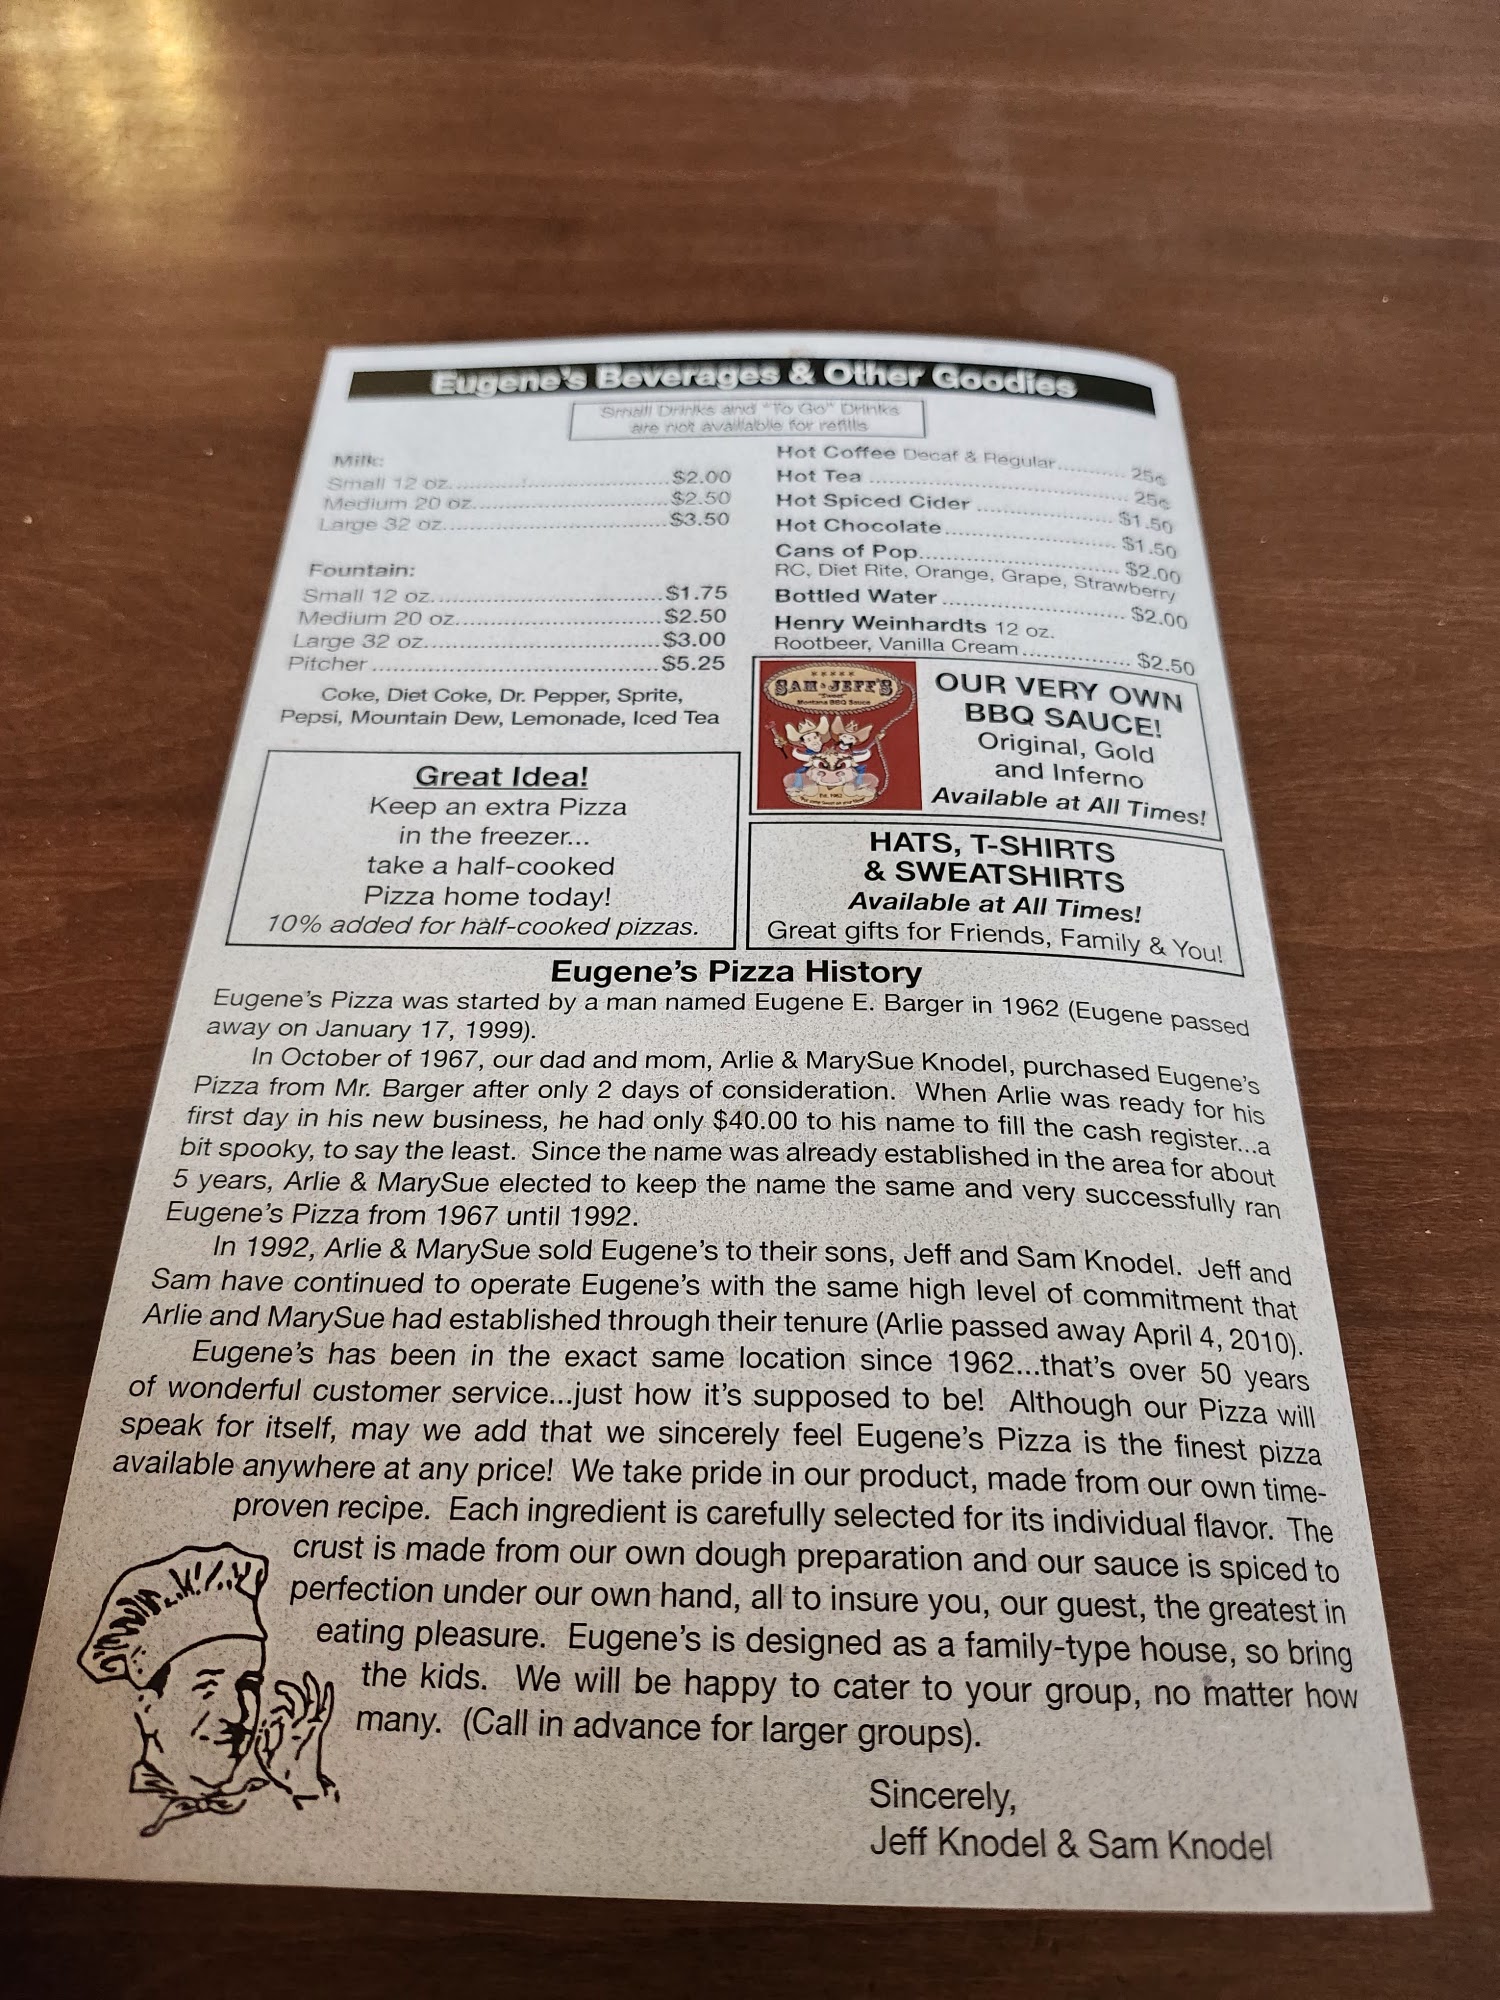 Eugene's Beverages & Other Goodies
Small Drinks and "To Go" Drinks
are not available for refills
Milk:
Small 12 oz. $2.00
Medium 20 oz. $2.50
Large 32 oz. $3.50
Fountain:
Small 12 oz. $1.75
Medium 20 oz. $2.50
Large 32 oz. $3.00
Pitcher $5.25
Coke, Diet Coke, Dr. Pepper, Sprite,
Pepsi, Mountain Dew, Lemonade, Iced Tea
Hot Coffee Decaf & Regular 25¢
Hot Tea 25¢
Hot Spiced Cider $1.50
Hot Chocolate $1.50
Cans of Pop $2.00
RC, Diet Rite, Orange, Grape, Strawberry
Bottled Water $2.00
Henry Weinhardts 12 oz.
Rootbeer, Vanilla Cream $2.50
Great Idea!
Keep an extra Pizza
in the freezer...
take a half-cooked
Pizza home today!
10% added for half-cooked pizzas.
SAM & JEFF'S
"Sweet"
Montana BBQ Sauce
Est. 1962
OUR VERY OWN
BBQ SAUCE!
Original, Gold
and Inferno
Available at All Times!
HATS, T-SHIRTS
& SWEATSHIRTS
Available at All Times!
Great gifts for Friends, Family & You!
Eugene's Pizza History
Eugene's Pizza was started by a man named Eugene E. Barger in 1962 (Eugene passed
away on January 17, 1999).
In October of 1967, our dad and mom, Arlie & MarySue Knodel, purchased Eugene's
Pizza from Mr. Barger after only 2 days of consideration. When Arlie was ready for his
first day in his new business, he had only $40.00 to his name to fill the cash register...a
bit spooky, to say the least. Since the name was already established in the area for about
5 years, Arlie & MarySue elected to keep the name the same and very successfully ran
Eugene's Pizza from 1967 until 1992.
In 1992, Arlie & MarySue sold Eugene's to their sons, Jeff and Sam Knodel. Jeff and
Sam have continued to operate Eugene's with the same high level of commitment that
Arlie and MarySue had established through their tenure (Arlie passed away April 4, 2010).
Eugene's has been in the exact same location since 1962...that's over 50 years
of wonderful customer service...just how it's supposed to be! Although our Pizza will
speak for itself, may we add that we sincerely feel Eugene's Pizza is the finest pizza
available anywhere at any price! We take pride in our product, made from our own time-
proven recipe. Each ingredient is carefully selected for its individual flavor. The
crust is made from our own dough preparation and our sauce is spiced to
perfection under our own hand, all to insure you, our guest, the greatest in
eating pleasure. Eugene's is designed as a family-type house, so bring
the kids. We will be happy to cater to your group, no matter how
many. (Call in advance for larger groups).
Sincerely,
Jeff Knodel & Sam Knodel